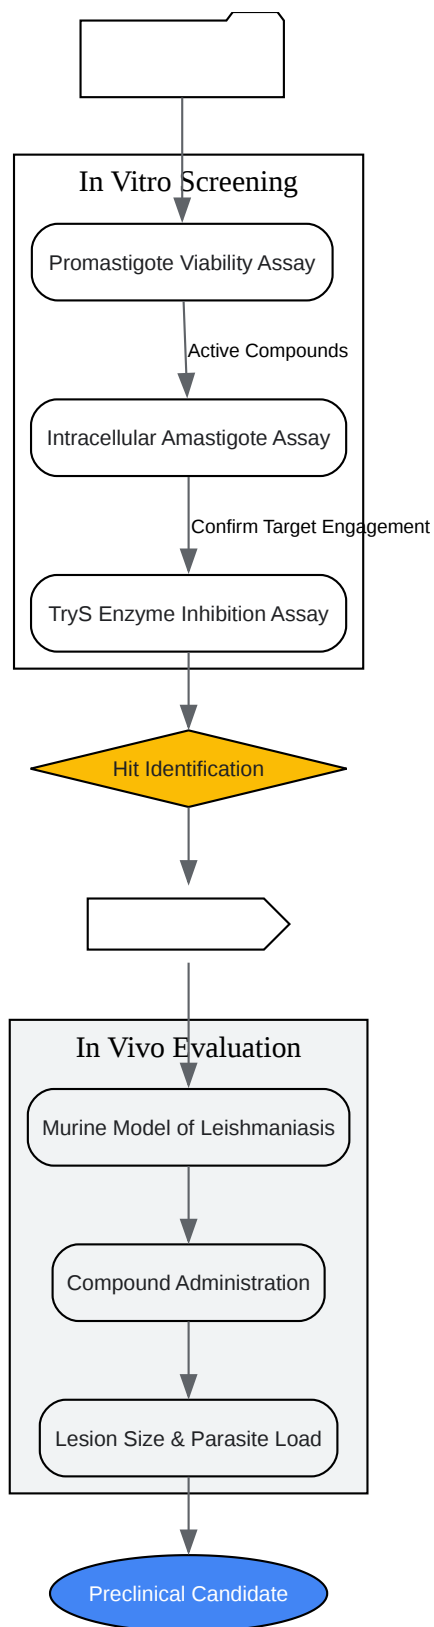 In Vitro Screening
Promastigote Viability Assay
Active Compounds
Intracellular Amastigote Assay
Confirm Target Engagement
TryS Enzyme Inhibition Assay
Hit Identification
In Vivo Evaluation
Murine Model of Leishmaniasis
Compound Administration
Lesion Size & Parasite Load
Preclinical Candidate